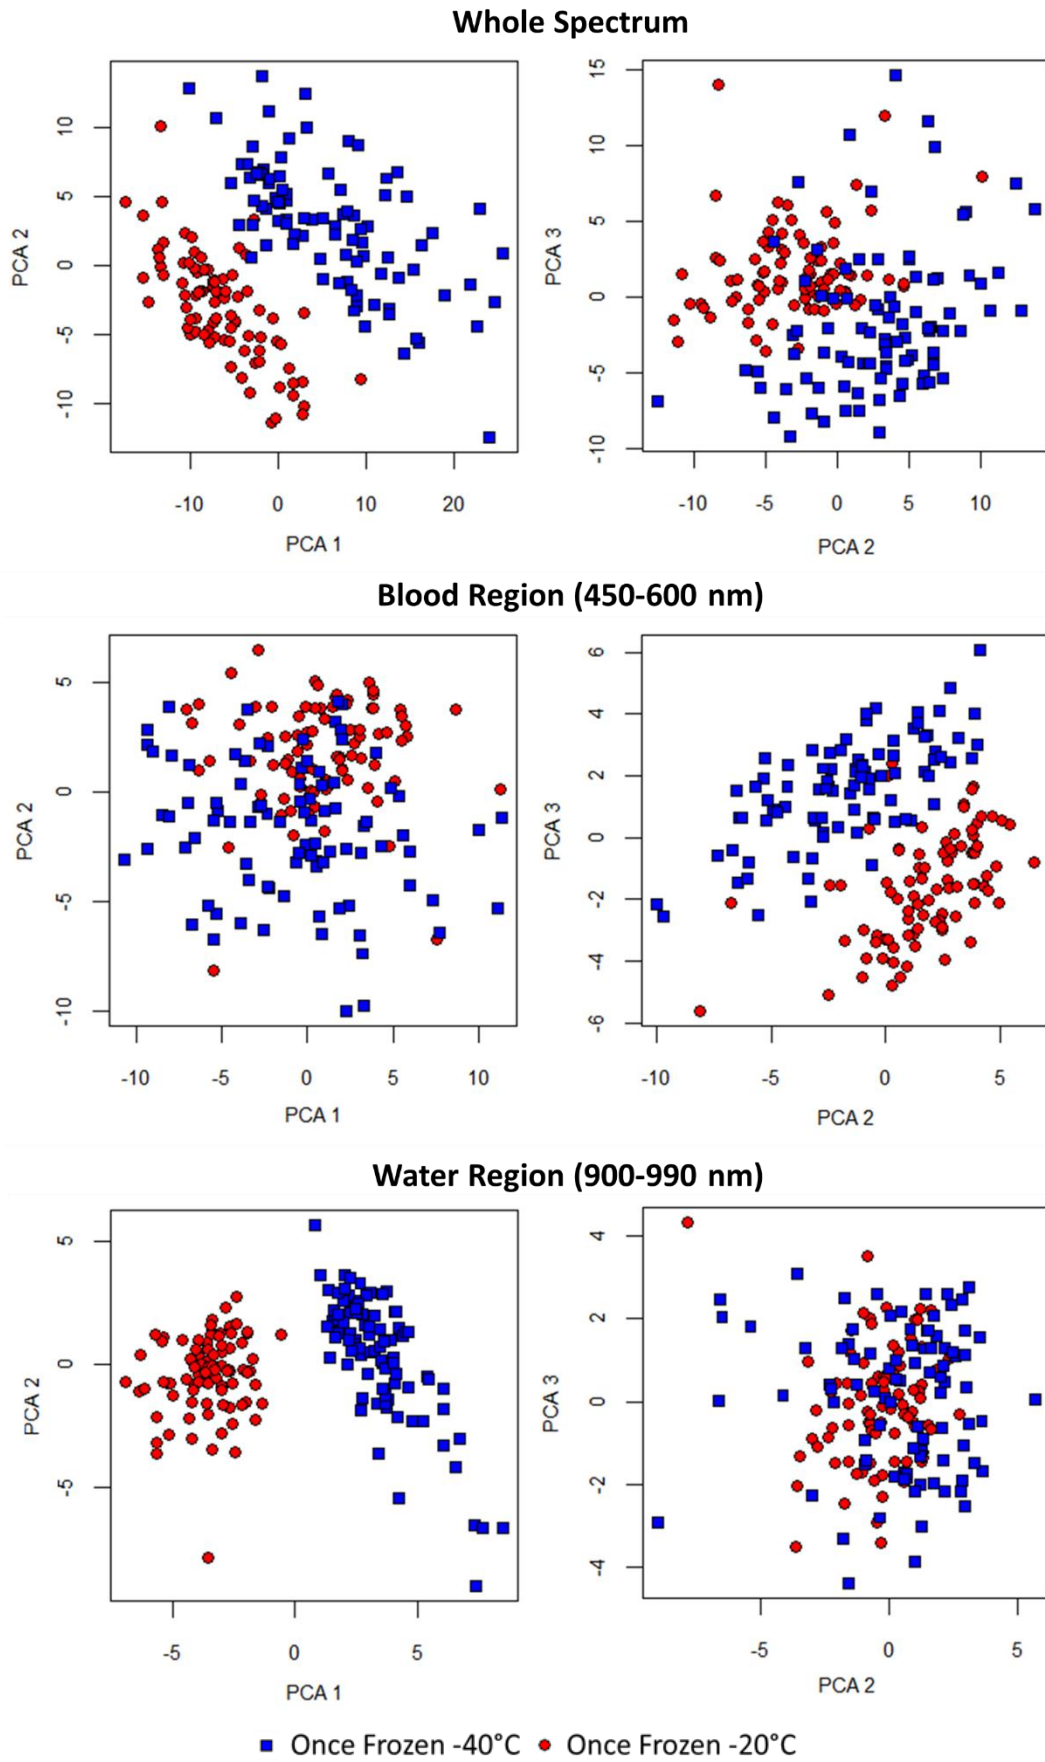 Whole Spectrum
PCA 2
10
5
0
-5
-10
-10 0 10 20
PCA 1
PCA 3
15
10
5
0
-5
-10
-10 -5 0 5 10
PCA 2
Blood Region (450-600 nm)
PCA 2
5
0
-5
-10
-10 -5 0 5 10
PCA 1
PCA 3
6
4
2
0
-2
-4
-6
-10 -5 0 5
PCA 2
Water Region (900-990 nm)
PCA 2
5
0
-5
-5 0 5
PCA 1
PCA 3
4
2
0
-2
-4
-5 0 5
PCA 2
Once Frozen -40°C Once Frozen -20°C